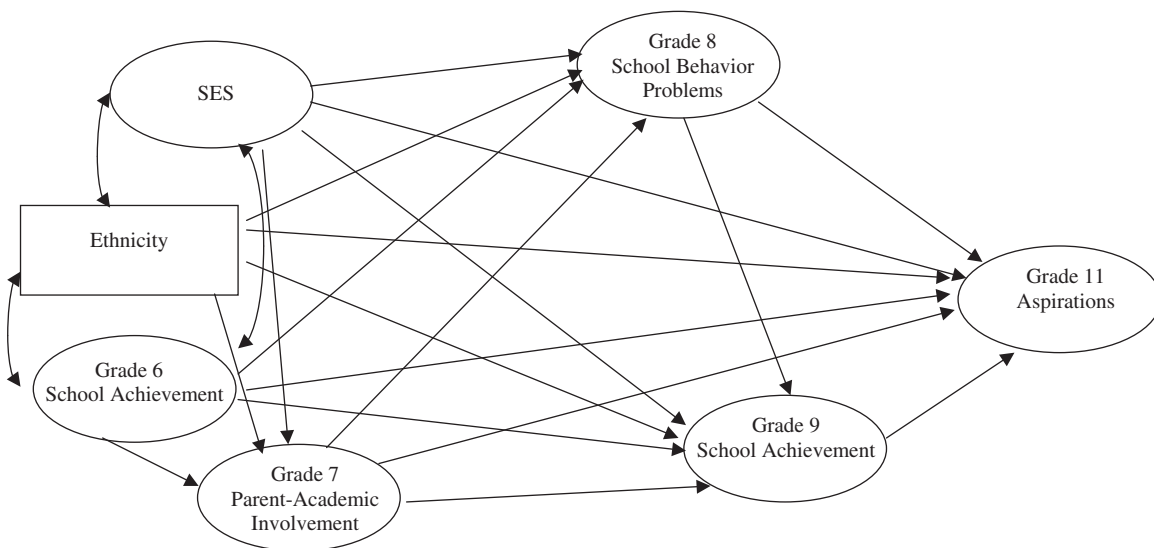 Grade 8
School Behavior
Problems
SES
Ethnicity
Grade 11
Aspirations
Grade 6
School Achievement
Grade 9
School Achievement
Grade 7
Parent-Academic
Involvement